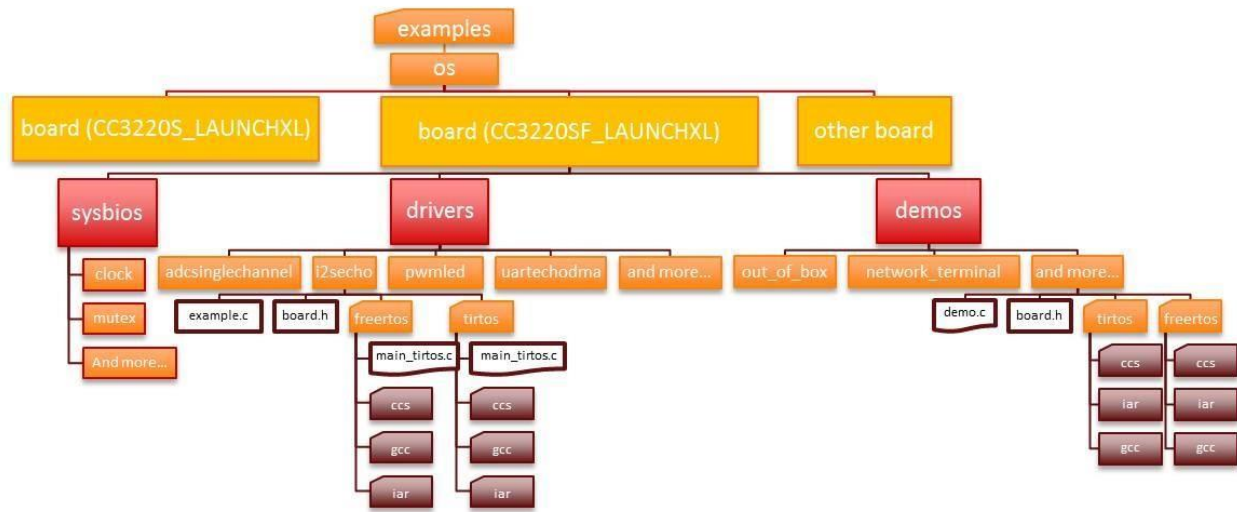 examples
os
board (CC3220S_LAUNCHXL)
board (CC3220SF_LAUNCHXL)
other board
sysbios
drivers
demos
clock
mutex
And more...
adcsinglechannel
i2secho
pwmled
uartechodma
and more...
example.c
board.h
freertos
tirtos
main_tirtos.c
main_tirtos.c
ccs
ccs
gcc
gcc
iar
iar
out_of_box
network_terminal
and more...
demo.c
board.h
tirtos
freertos
ccs
ccs
iar
iar
gcc
gcc